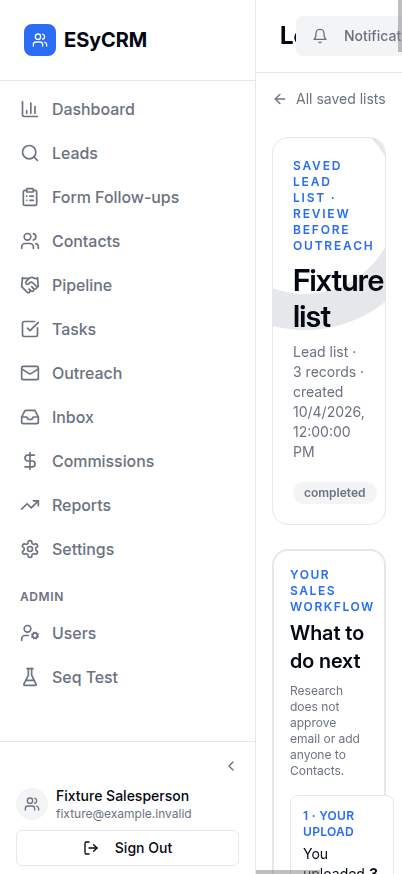 ESyCRM
Dashboard
Leads
Form Follow-ups
Contacts
Pipeline
Tasks
Outreach
Inbox
Commissions
Reports
Settings
ADMIN
Users
Seq Test
Fixture Salesperson
fixture@example.invalid
Sign Out
Notificat
All saved lists
SAVED
LEAD
LIST ·
REVIEW
BEFORE
OUTREACH
Fixture
list
Lead list ·
3 records ·
created
10/4/2026,
12:00:00
PM
completed
YOUR
SALES
WORKFLOW
What to
do next
Research
does not
approve
email or add
anyone to
Contacts.
1 · YOUR
UPLOAD
You
uploaded 3